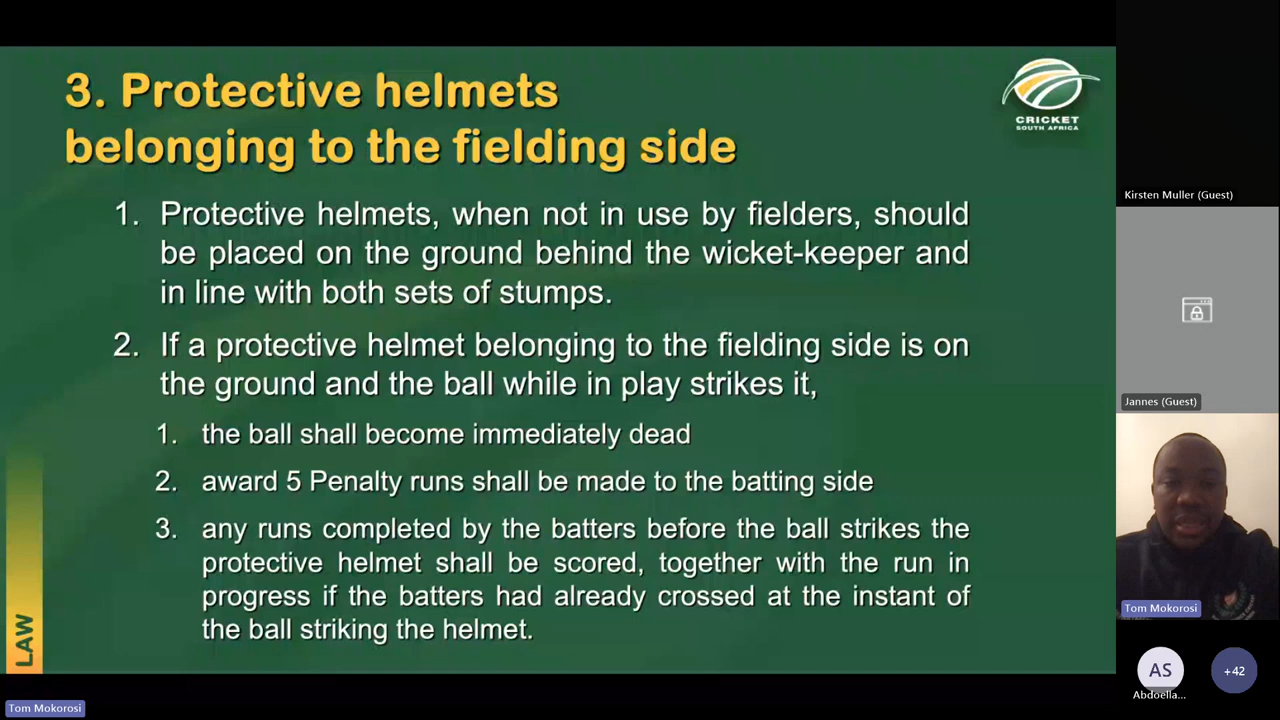 3. Protective helmets
belonging to the fielding side
CRICKET
SOUTH AFRICA
1. Protective helmets, when not in use by fielders, should
be placed on the ground behind the wicket-keeper and
in line with both sets of stumps.
2. If a protective helmet belonging to the fielding side is on
the ground and the ball while in play strikes it,
1. the ball shall become immediately dead
2. award 5 Penalty runs shall be made to the batting side
3. any runs completed by the batters before the ball strikes the
protective helmet shall be scored, together with the run in
progress if the batters had already crossed at the instant of
the ball striking the helmet.
LAW
Tom Mokorosi
Kirsten Muller (Guest)
Jannes (Guest)
Tom Mokorosi
AS
Abdoella...
+42